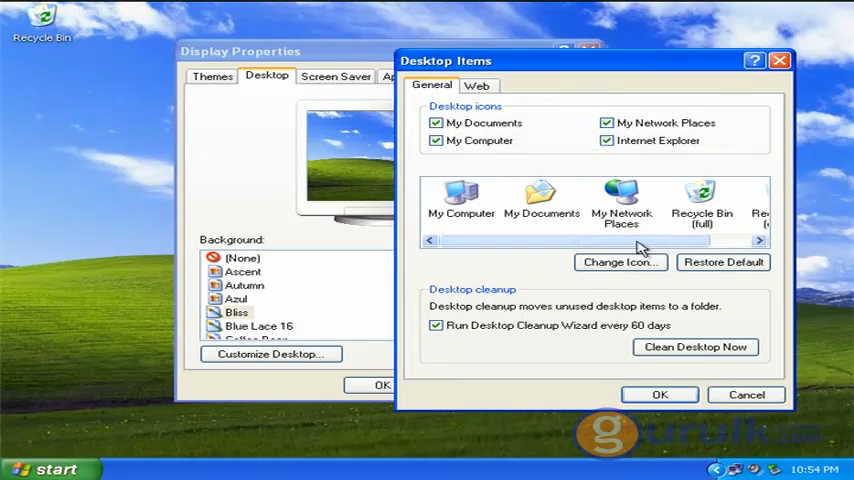 Recycle Bin
Display Properties
Themes Desktop Screen Saver
Background:
(None)
Ascent
Autumn
Azul
Bliss
Blue Lace 16
Customize Desktop...
OK
Desktop Items
General Web
Desktop icons
My Documents My Network Places
My Computer Internet Explorer
My Computer My Documents My Network Places Recycle Bin (full)
Change Icon... Restore Default
Desktop cleanup
Desktop cleanup moves unused desktop items to a folder.
Run Desktop Cleanup Wizard every 60 days
Clean Desktop Now
OK Cancel
gurulk
start 10:54 PM